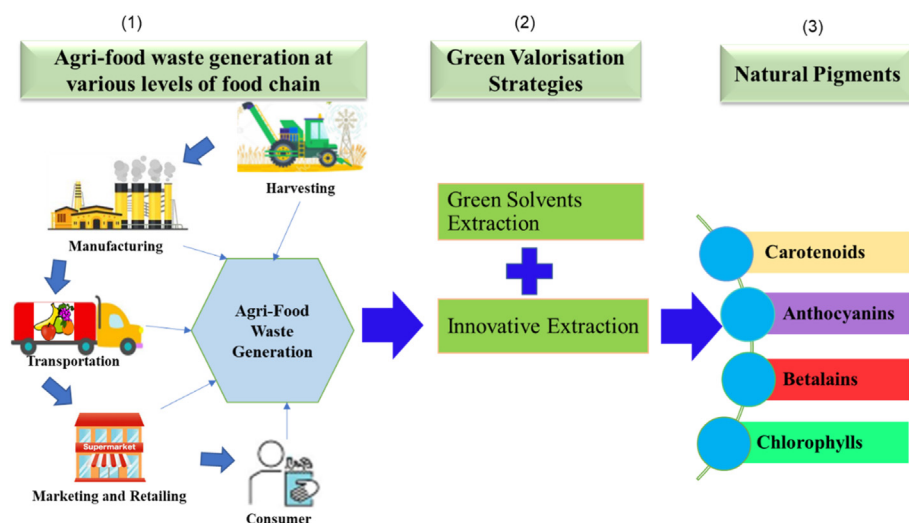 (1)
Agri-food waste generation at
various levels of food chain
Harvesting
Manufacturing
Transportation
Supermarket
Marketing and Retailing
Consumer
Agri-Food
Waste
Generation
(2)
Green Valorisation
Strategies
Green Solvents
Extraction
Innovative Extraction
(3)
Natural Pigments
Carotenoids
Anthocyanins
Betalains
Chlorophylls